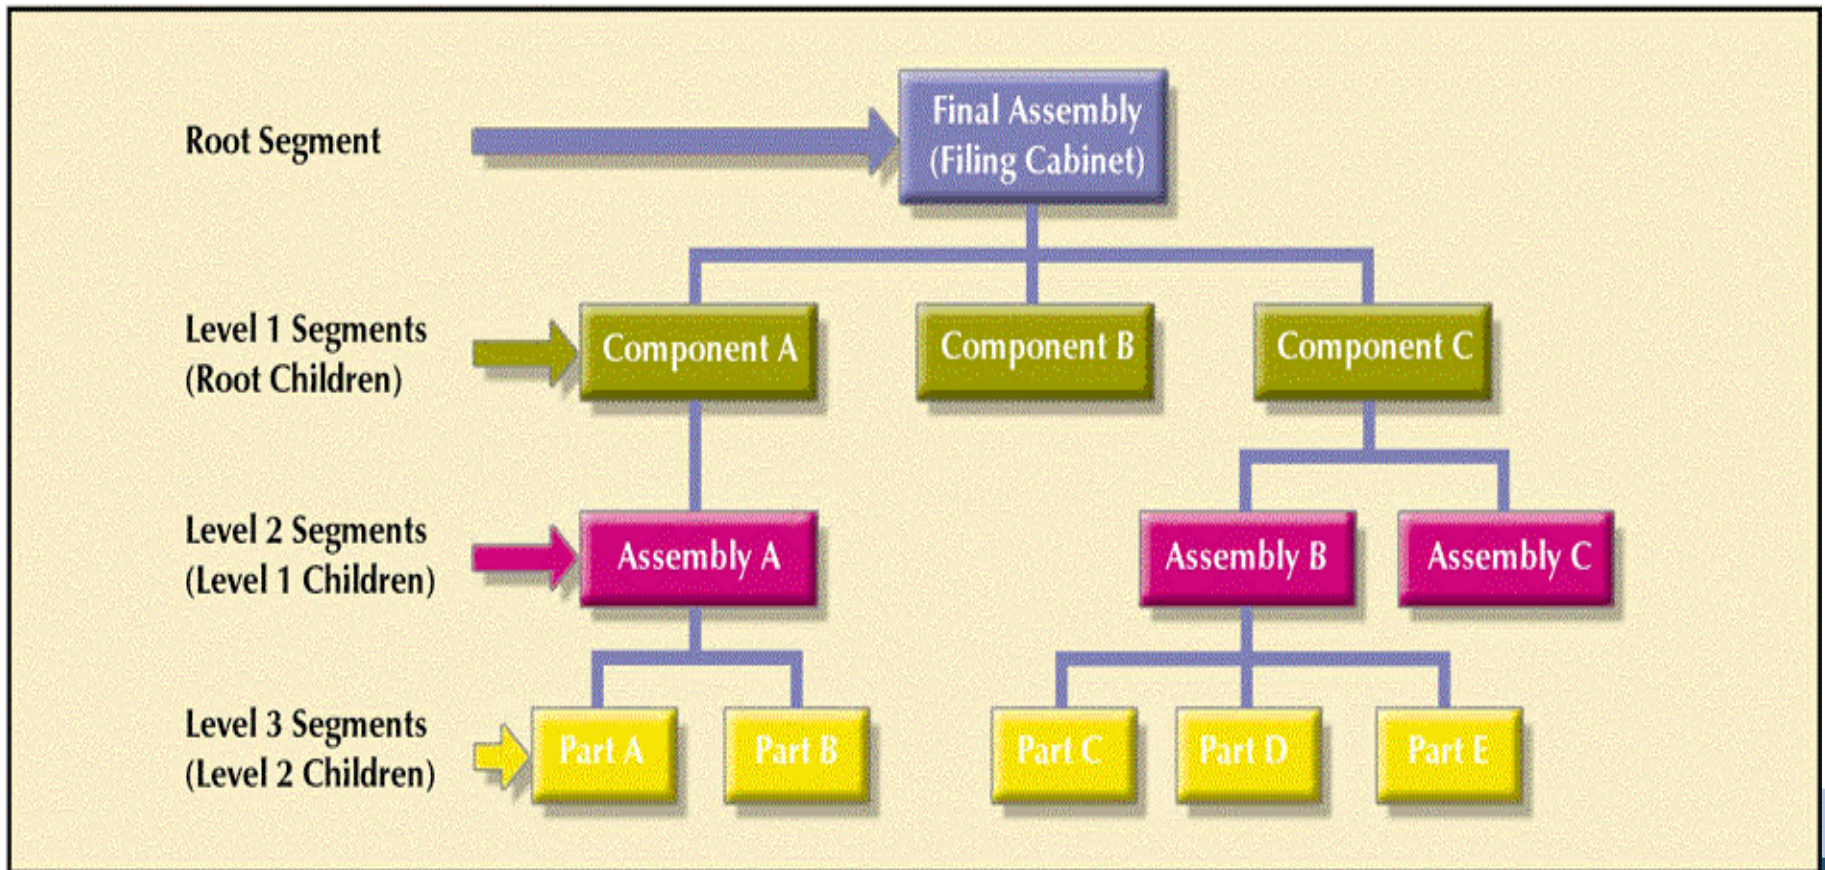 Root Segment
Final Assembly
(Filing Cabinet)
Level 1 Segments
(Root Children)
Component A
Component B
Component C
Level 2 Segments
(Level 1 Children)
Assembly A
Assembly B
Assembly C
Level 3 Segments
(Level 2 Children)
Part A
Part B
Part C
Part D
Part E